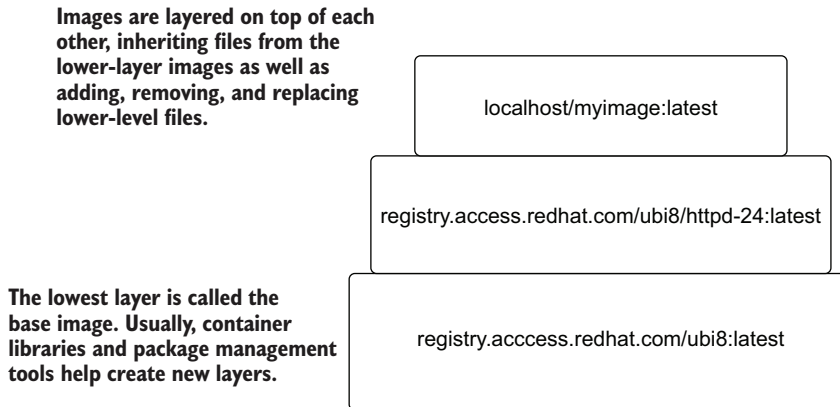 Images are layered on top of each
other, inheriting files from the
lower-layer images as well as
adding, removing, and replacing
lower-level files.
localhost/myimage:latest
registry.access.redhat.com/ubi8/httpd-24:latest
The lowest layer is called the
base image. Usually, container
libraries and package management
tools help create new layers.
registry.acccess.redhat.com/ubi8:latest